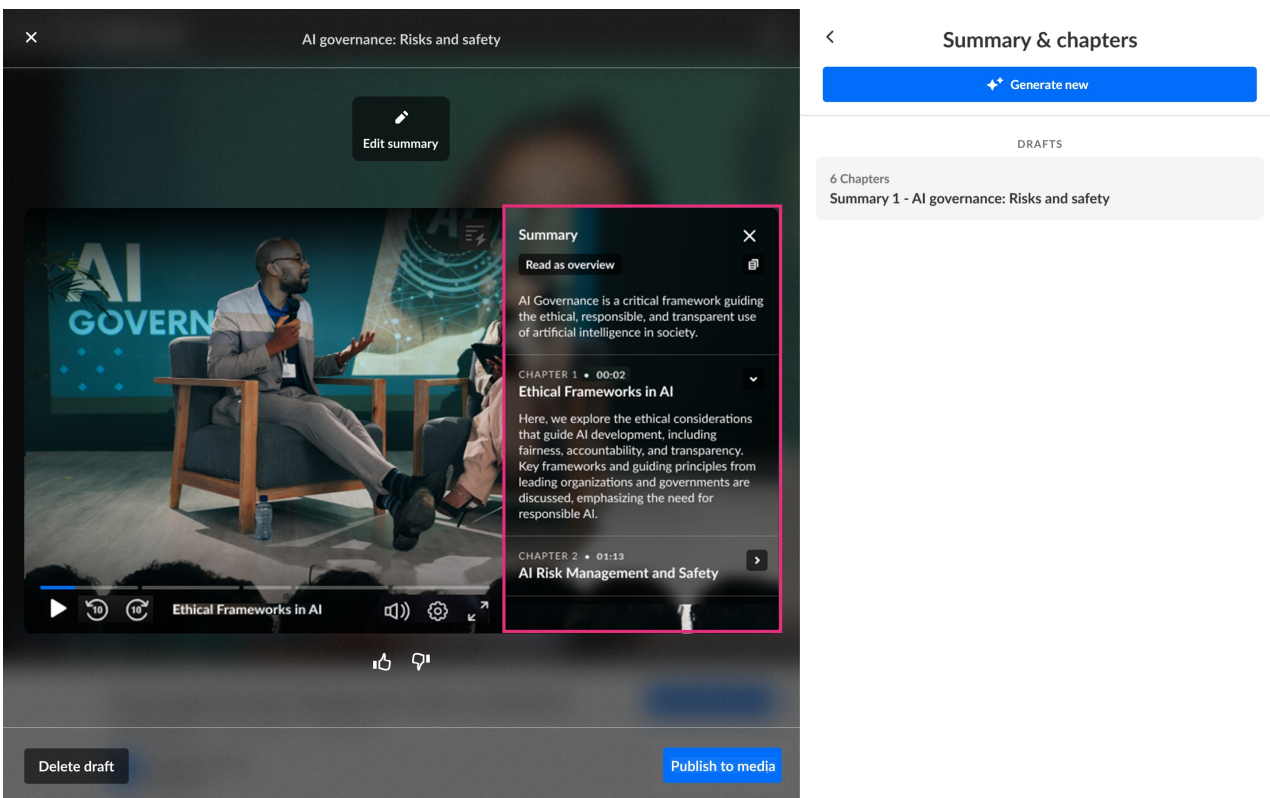 AI governance: Risks and safety
Edit summary
AI
AI
GOVERN
Summary
Read as overview
AI Governance is a critical framework guiding
the ethical, responsible, and transparent use
of artificial intelligence in society.
CHAPTER 1 • 00:02
Ethical Frameworks in AI
Here, we explore the ethical considerations
that guide AI development, including
fairness, accountability, and transparency.
Key frameworks and guiding principles from
leading organizations and governments are
discussed, emphasizing the need for
responsible AI.
CHAPTER 2 • 01:13
AI Risk Management and Safety
10
10
Ethical Frameworks in AI
Delete draft
Publish to media
Summary & chapters
Generate new
DRAFTS
6 Chapters
Summary 1 - AI governance: Risks and safety